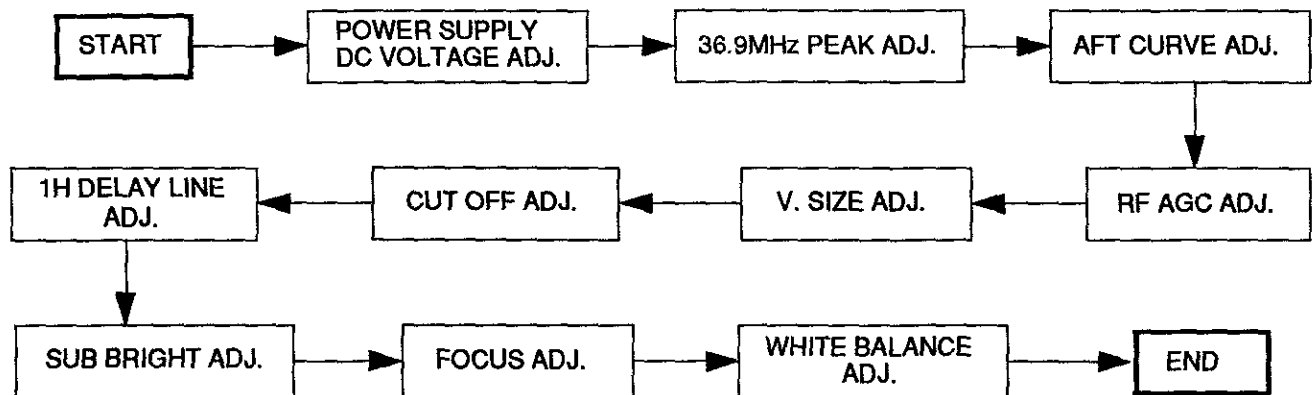 START
POWER SUPPLY
DC VOLTAGE ADJ.
36.9MHz PEAK ADJ.
AFT CURVE ADJ.
RF AGC ADJ.
V. SIZE ADJ.
CUT OFF ADJ.
1H DELAY LINE
ADJ.
SUB BRIGHT ADJ.
FOCUS ADJ.
WHITE BALANCE
ADJ.
END